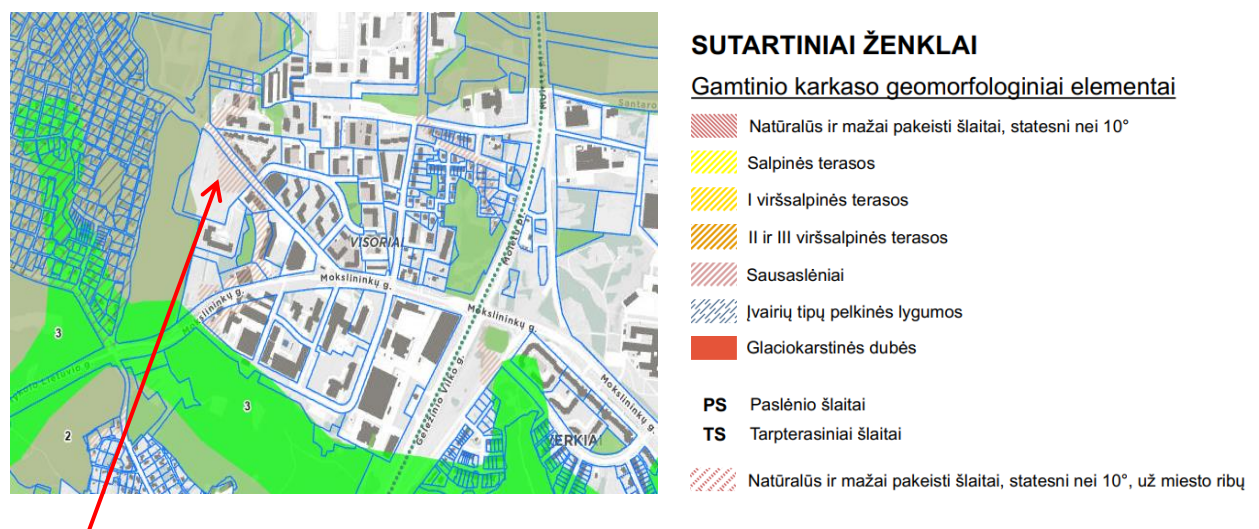 Santaro
Molėtų pl.
VISORIAI
Mokslininkų g.
Mokslininkų g.
Mokslininkų g.
Mokslininkų g.
3
3
2
Geležinio Vilko g.
VERKIAI
SUTARTINIAI ŽENKLAI
Gamtinio karkaso geomorfologiniai elementai
Natūralūs ir mažai pakeisti šlaitai, statesni nei 10°
Salpinės terasos
I viršsalpinės terasos
II ir III viršsalpinės terasos
Sausaslėniai
Įvairių tipų pelkinės lygumos
Glaciokarstinės dubės
PS Paslėnio šlaitai
TS Tarpterasiniai šlaitai
Natūralūs ir mažai pakeisti šlaitai, statesni nei 10°, už miesto ribų